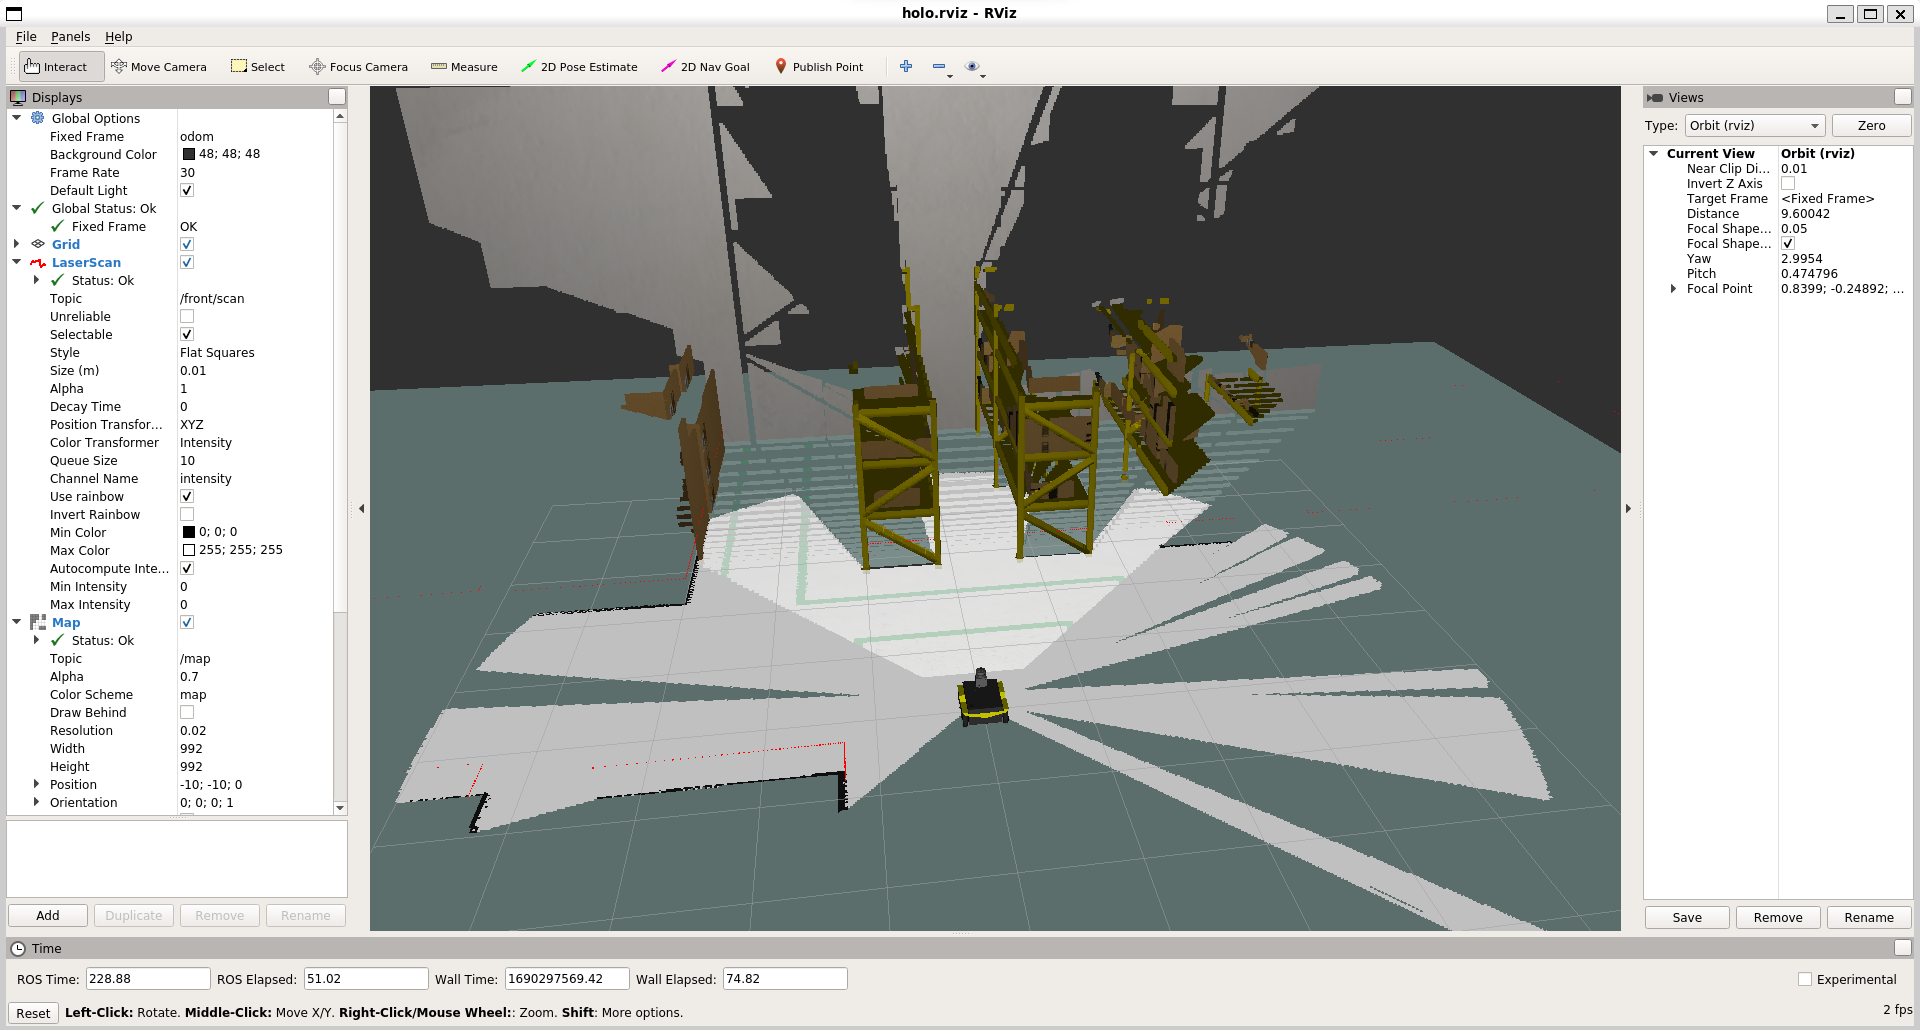 holo.rviz - RViz
File Panels Help
Interact Move Camera Select Focus Camera Measure 2D Pose Estimate 2D Nav Goal Publish Point
Displays
Global Options
Fixed Frame odom
Background Color 48; 48; 48
Frame Rate 30
Default Light
Global Status: Ok
Fixed Frame OK
Grid
LaserScan
Status: Ok
Topic /front/scan
Unreliable
Selectable
Style Flat Squares
Size (m) 0.01
Alpha 1
Decay Time 0
Position Transfor... XYZ
Color Transformer Intensity
Queue Size 10
Channel Name intensity
Use rainbow
Invert Rainbow
Min Color 0; 0; 0
Max Color 255; 255; 255
Autocompute Inte...
Min Intensity 0
Max Intensity 0
Map
Status: Ok
Topic /map
Alpha 0.7
Color Scheme map
Draw Behind
Resolution 0.02
Width 992
Height 992
Position -10; -10; 0
Orientation 0; 0; 0; 1
Add Duplicate Remove Rename
Views
Type: Orbit (rviz) Zero
Current View Orbit (rviz)
Near Clip Di... 0.01
Invert Z Axis
Target Frame <Fixed Frame>
Distance 9.60042
Focal Shape... 0.05
Focal Shape...
Yaw 2.9954
Pitch 0.474796
Focal Point 0.8399; -0.24892; ...
Save Remove Rename
Time
ROS Time: 228.88 ROS Elapsed: 51.02 Wall Time: 1690297569.42 Wall Elapsed: 74.82 Experimental
Reset Left-Click: Rotate. Middle-Click: Move X/Y. Right-Click/Mouse Wheel:: Zoom. Shift: More options. 2 fps